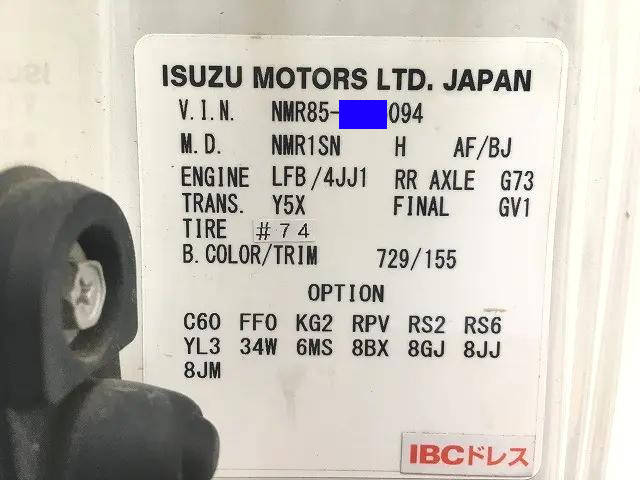 ISUZU MOTORS LTD. JAPAN
V.I.N. NMR85- 094
M.D. NMR1SN H AF/BJ
ENGINE LFB/4JJ1 RR AXLE G73
TRANS. Y5X FINAL GV1
TIRE #74
B.COLOR/TRIM 729/155
OPTION
C60 FF0 KG2 RPV RS2 RS6
YL3 34W 6MS 8BX 8GJ 8JJ
8JM
IBCドレス